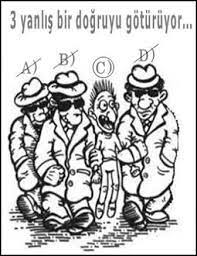 3 yanlış bir doğruyu götürüyor...
A) B) C) D)